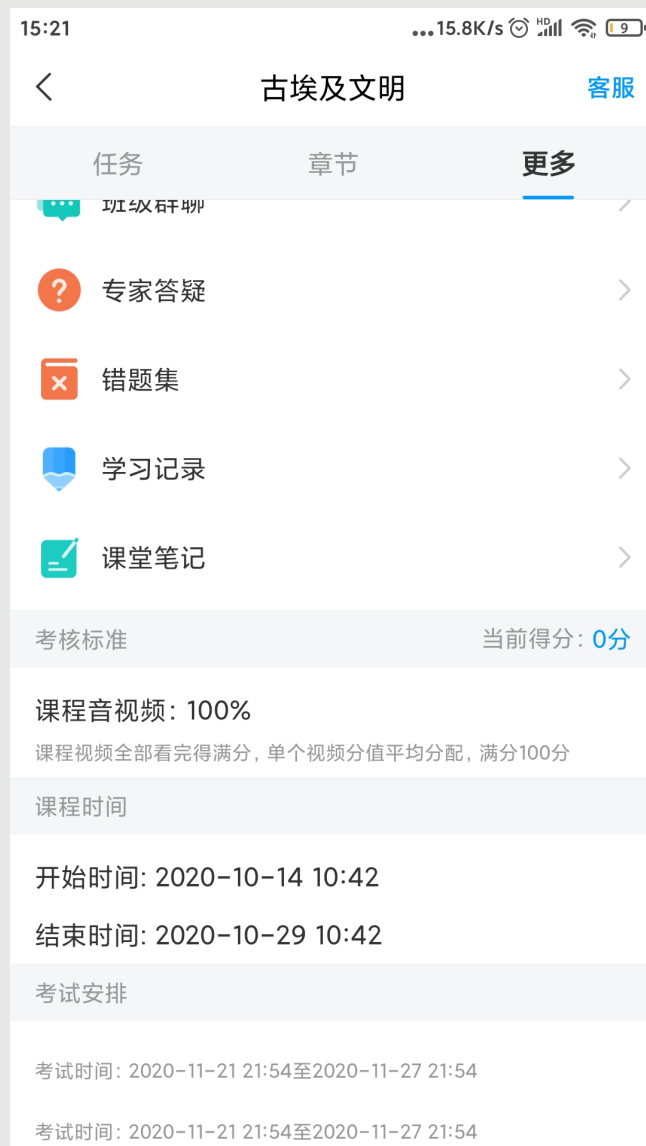 15:21
...15.8K/s HD 9
古埃及文明
客服
任务 章节 更多
班级群聊
专家答疑
错题集
学习记录
课堂笔记
考核标准 当前得分: 0分
课程音视频: 100%
课程视频全部看完得满分, 单个视频分值平均分配, 满分100分
课程时间
开始时间: 2020-10-14 10:42
结束时间: 2020-10-29 10:42
考试安排
考试时间: 2020-11-21 21:54至2020-11-27 21:54
考试时间: 2020-11-21 21:54至2020-11-27 21:54